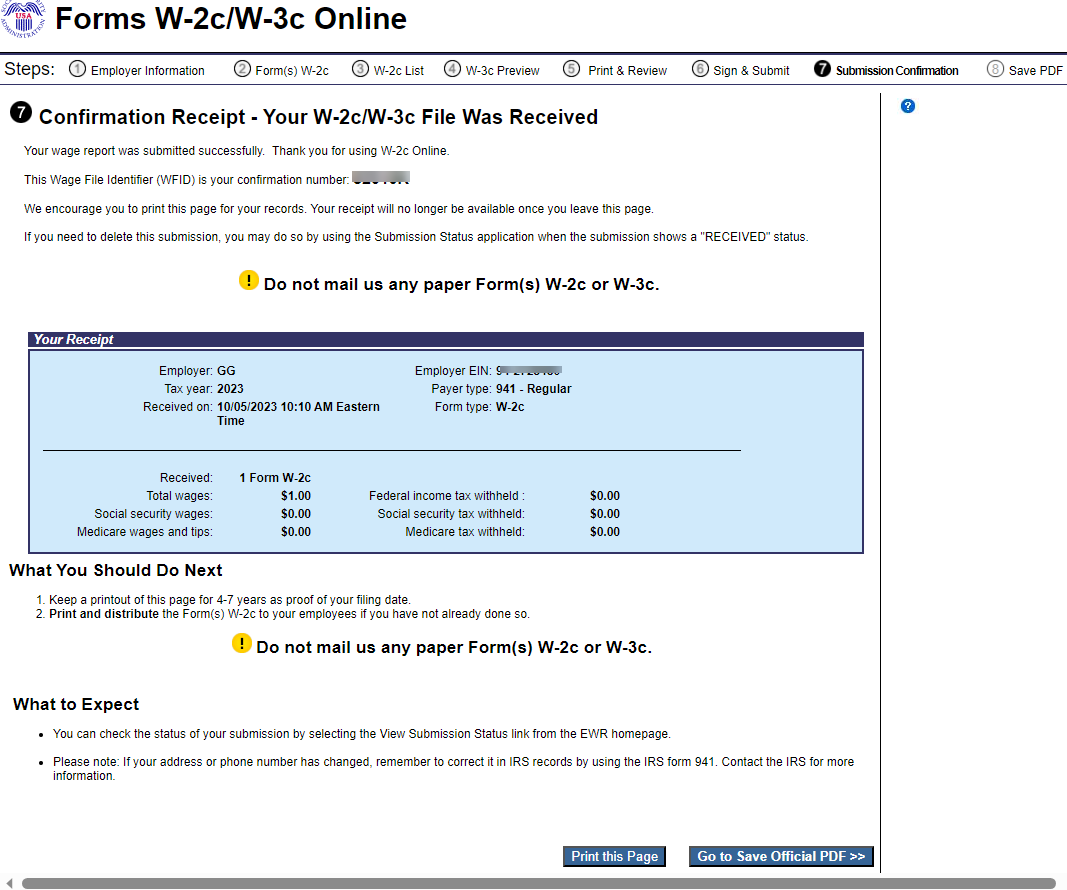 USA
ADMINISTRATION
Forms W-2c/W-3c Online
Steps: 1 Employer Information 2 Form(s) W-2c 3 W-2c List 4 W-3c Preview 5 Print & Review 6 Sign & Submit 7 Submission Confirmation 8 Save PDF
7 Confirmation Receipt - Your W-2c/W-3c File Was Received
?
Your wage report was submitted successfully. Thank you for using W-2c Online.
This Wage File Identifier (WFID) is your confirmation number:
We encourage you to print this page for your records. Your receipt will no longer be available once you leave this page.
If you need to delete this submission, you may do so by using the Submission Status application when the submission shows a "RECEIVED" status.
! Do not mail us any paper Form(s) W-2c or W-3c.
Your Receipt
Employer: GG Employer EIN:
Tax year: 2023 Payer type: 941 - Regular
Received on: 10/05/2023 10:10 AM Eastern Form type: W-2c
Time
Received: 1 Form W-2c
Total wages: $1.00 Federal income tax withheld : $0.00
Social security wages: $0.00 Social security tax withheld: $0.00
Medicare wages and tips: $0.00 Medicare tax withheld: $0.00
What You Should Do Next
1. Keep a printout of this page for 4-7 years as proof of your filing date.
2. Print and distribute the Form(s) W-2c to your employees if you have not already done so.
! Do not mail us any paper Form(s) W-2c or W-3c.
What to Expect
• You can check the status of your submission by selecting the View Submission Status link from the EWR homepage.
• Please note: If your address or phone number has changed, remember to correct it in IRS records by using the IRS form 941. Contact the IRS for more
information.
Print this Page Go to Save Official PDF >>